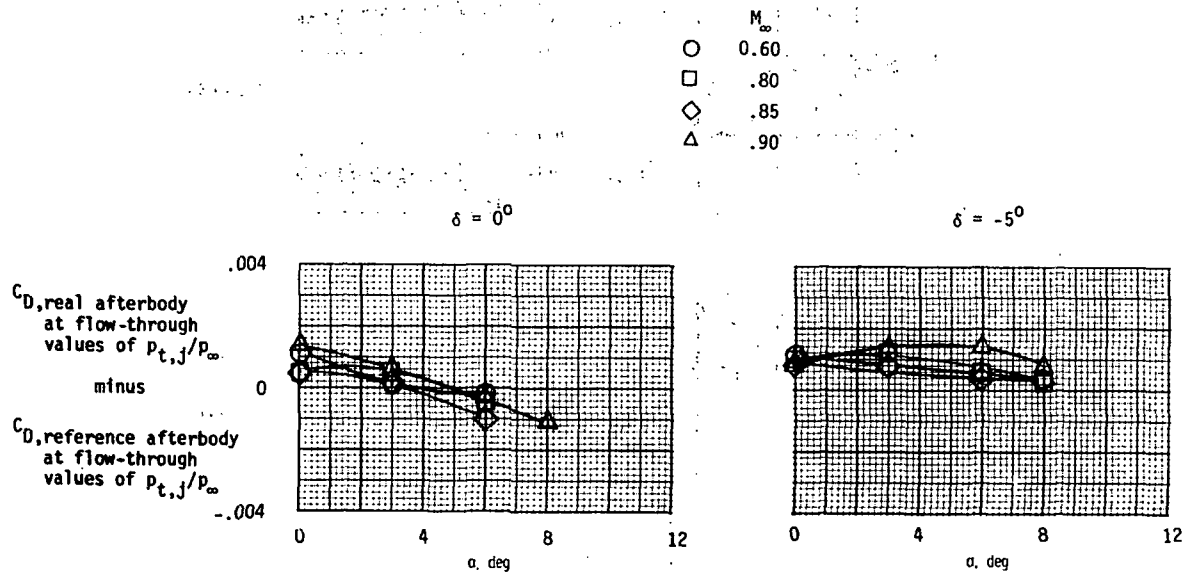 M∞
0.60
.80
.85
.90
δ = 0°
δ = -5°
.004
C_D,real afterbody
at flow-through
values of p_t,j/p∞
minus
0
C_D,reference afterbody
at flow-through
values of p_t,j/p∞
-.004
0 4 8 12
α, deg
0 4 8 12
α, deg